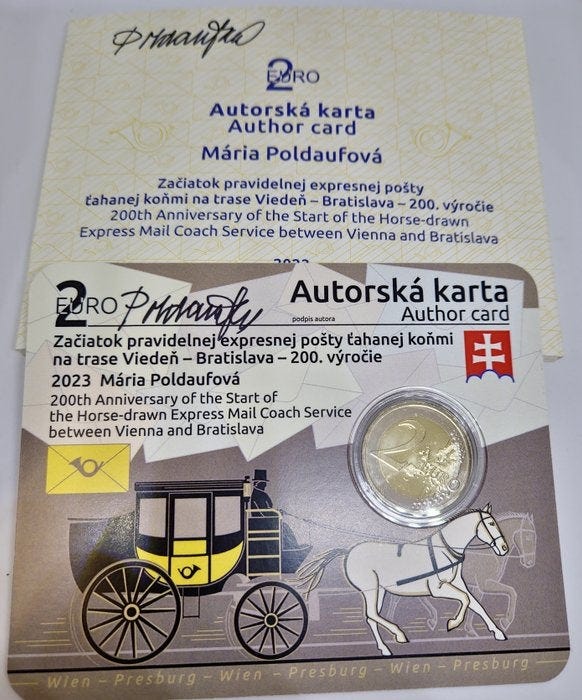 2
EURO
Autorská karta
Author card
Mária Poldaufová
Začiatok pravidelnej expresnej pošty
ťahanej koňmi na trase Viedeň – Bratislava – 200. výročie
200th Anniversary of the Start of the Horse-drawn
Express Mail Coach Service between Vienna and Bratislava
2023
2
EURO
podpis autora
Autorská karta
Author card
Začiatok pravidelnej expresnej pošty ťahanej koňmi
na trase Viedeň – Bratislava – 200. výročie
2023 Mária Poldaufová
200th Anniversary of the Start of
the Horse-drawn Express Mail Coach Service
between Vienna and Bratislava
2
Wien – Presburg – Wien – Presburg – Wien – Presburg – Wien